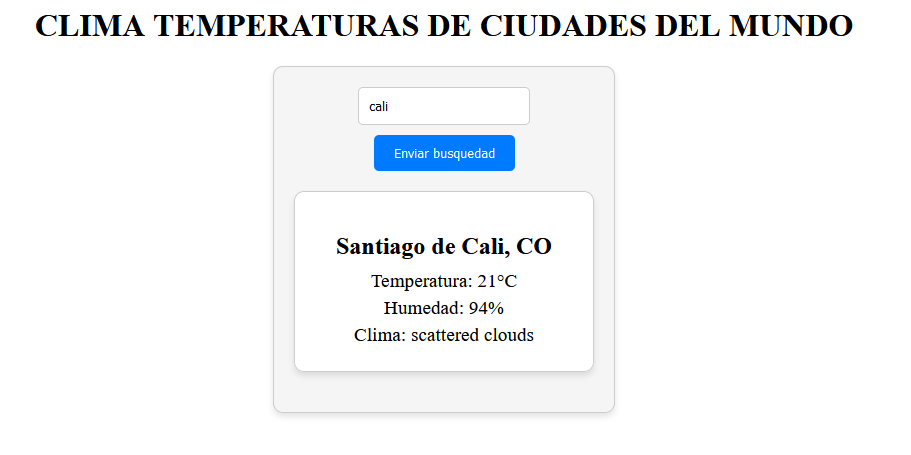 CLIMA TEMPERATURAS DE CIUDADES DEL MUNDO
cali
Enviar busquedad
Santiago de Cali, CO
Temperatura: 21°C
Humedad: 94%
Clima: scattered clouds